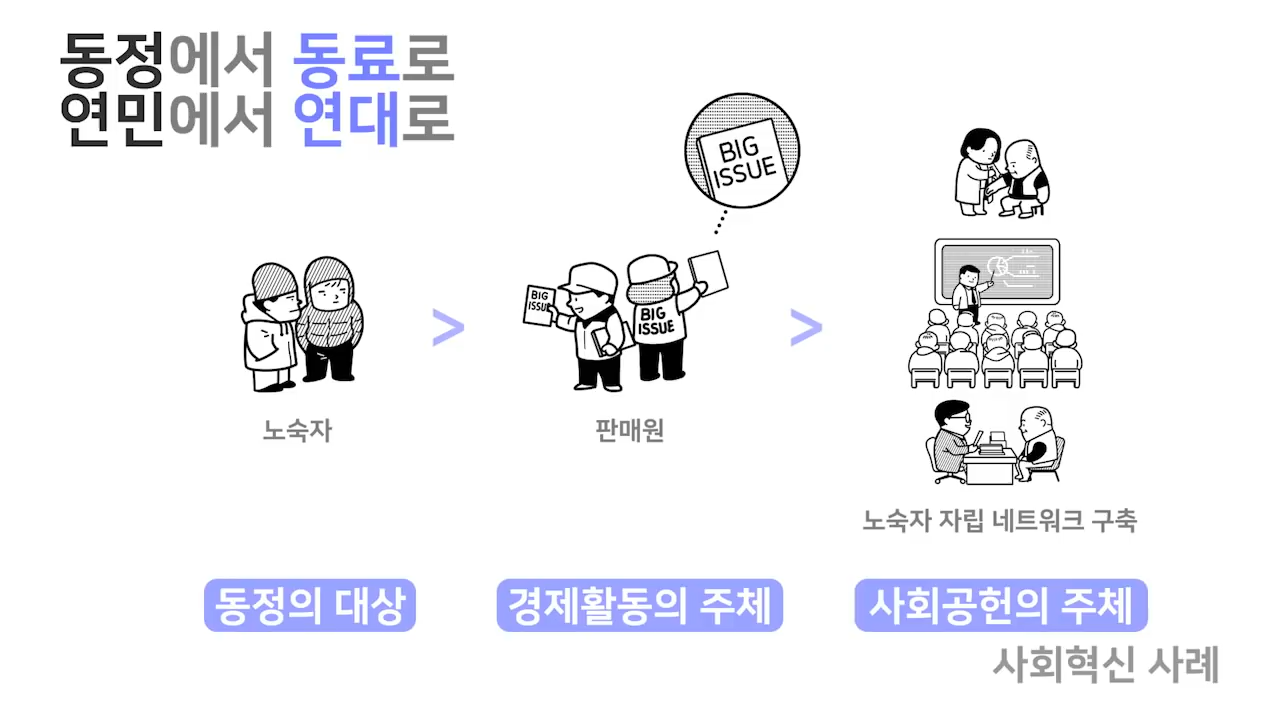 동정에서 동료로
연민에서 연대로
BIG
ISSUE
BIG
ISSUE
BIG
ISSUE
노숙자
>
판매원
>
노숙자 자립 네트워크 구축
동정의 대상
경제활동의 주체
사회공헌의 주체
사회혁신 사례